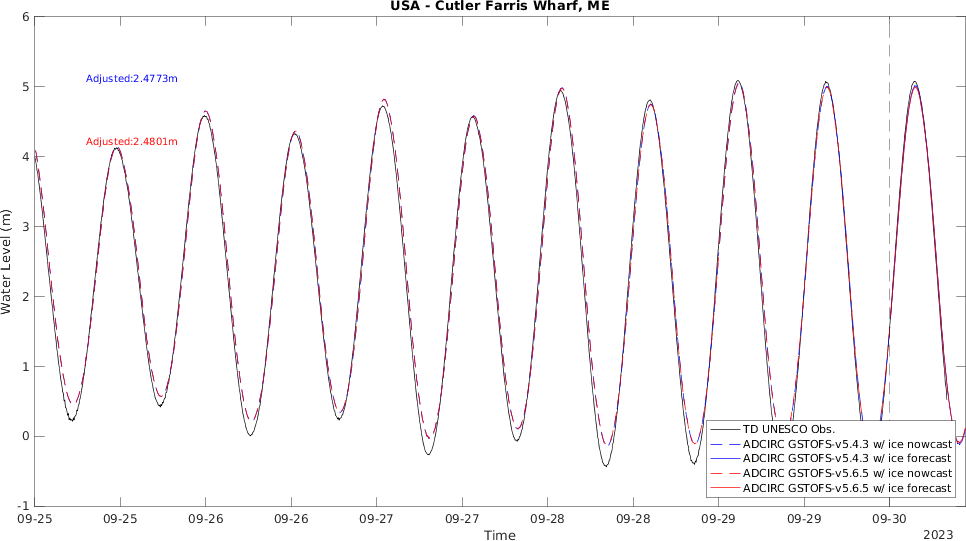 USA - Cutler Farris Wharf, ME
6
5
4
3
2
1
0
-1
Water Level (m)
Adjusted:2.4773m
Adjusted:2.4801m
TD UNESCO Obs.
ADCIRC GSTOFS-v5.4.3 w/ ice nowcast
ADCIRC GSTOFS-v5.4.3 w/ ice forecast
ADCIRC GSTOFS-v5.6.5 w/ ice nowcast
ADCIRC GSTOFS-v5.6.5 w/ ice forecast
09-25 09-25 09-26 09-26 09-27 09-27 09-28 09-28 09-29 09-29 09-30
Time
2023